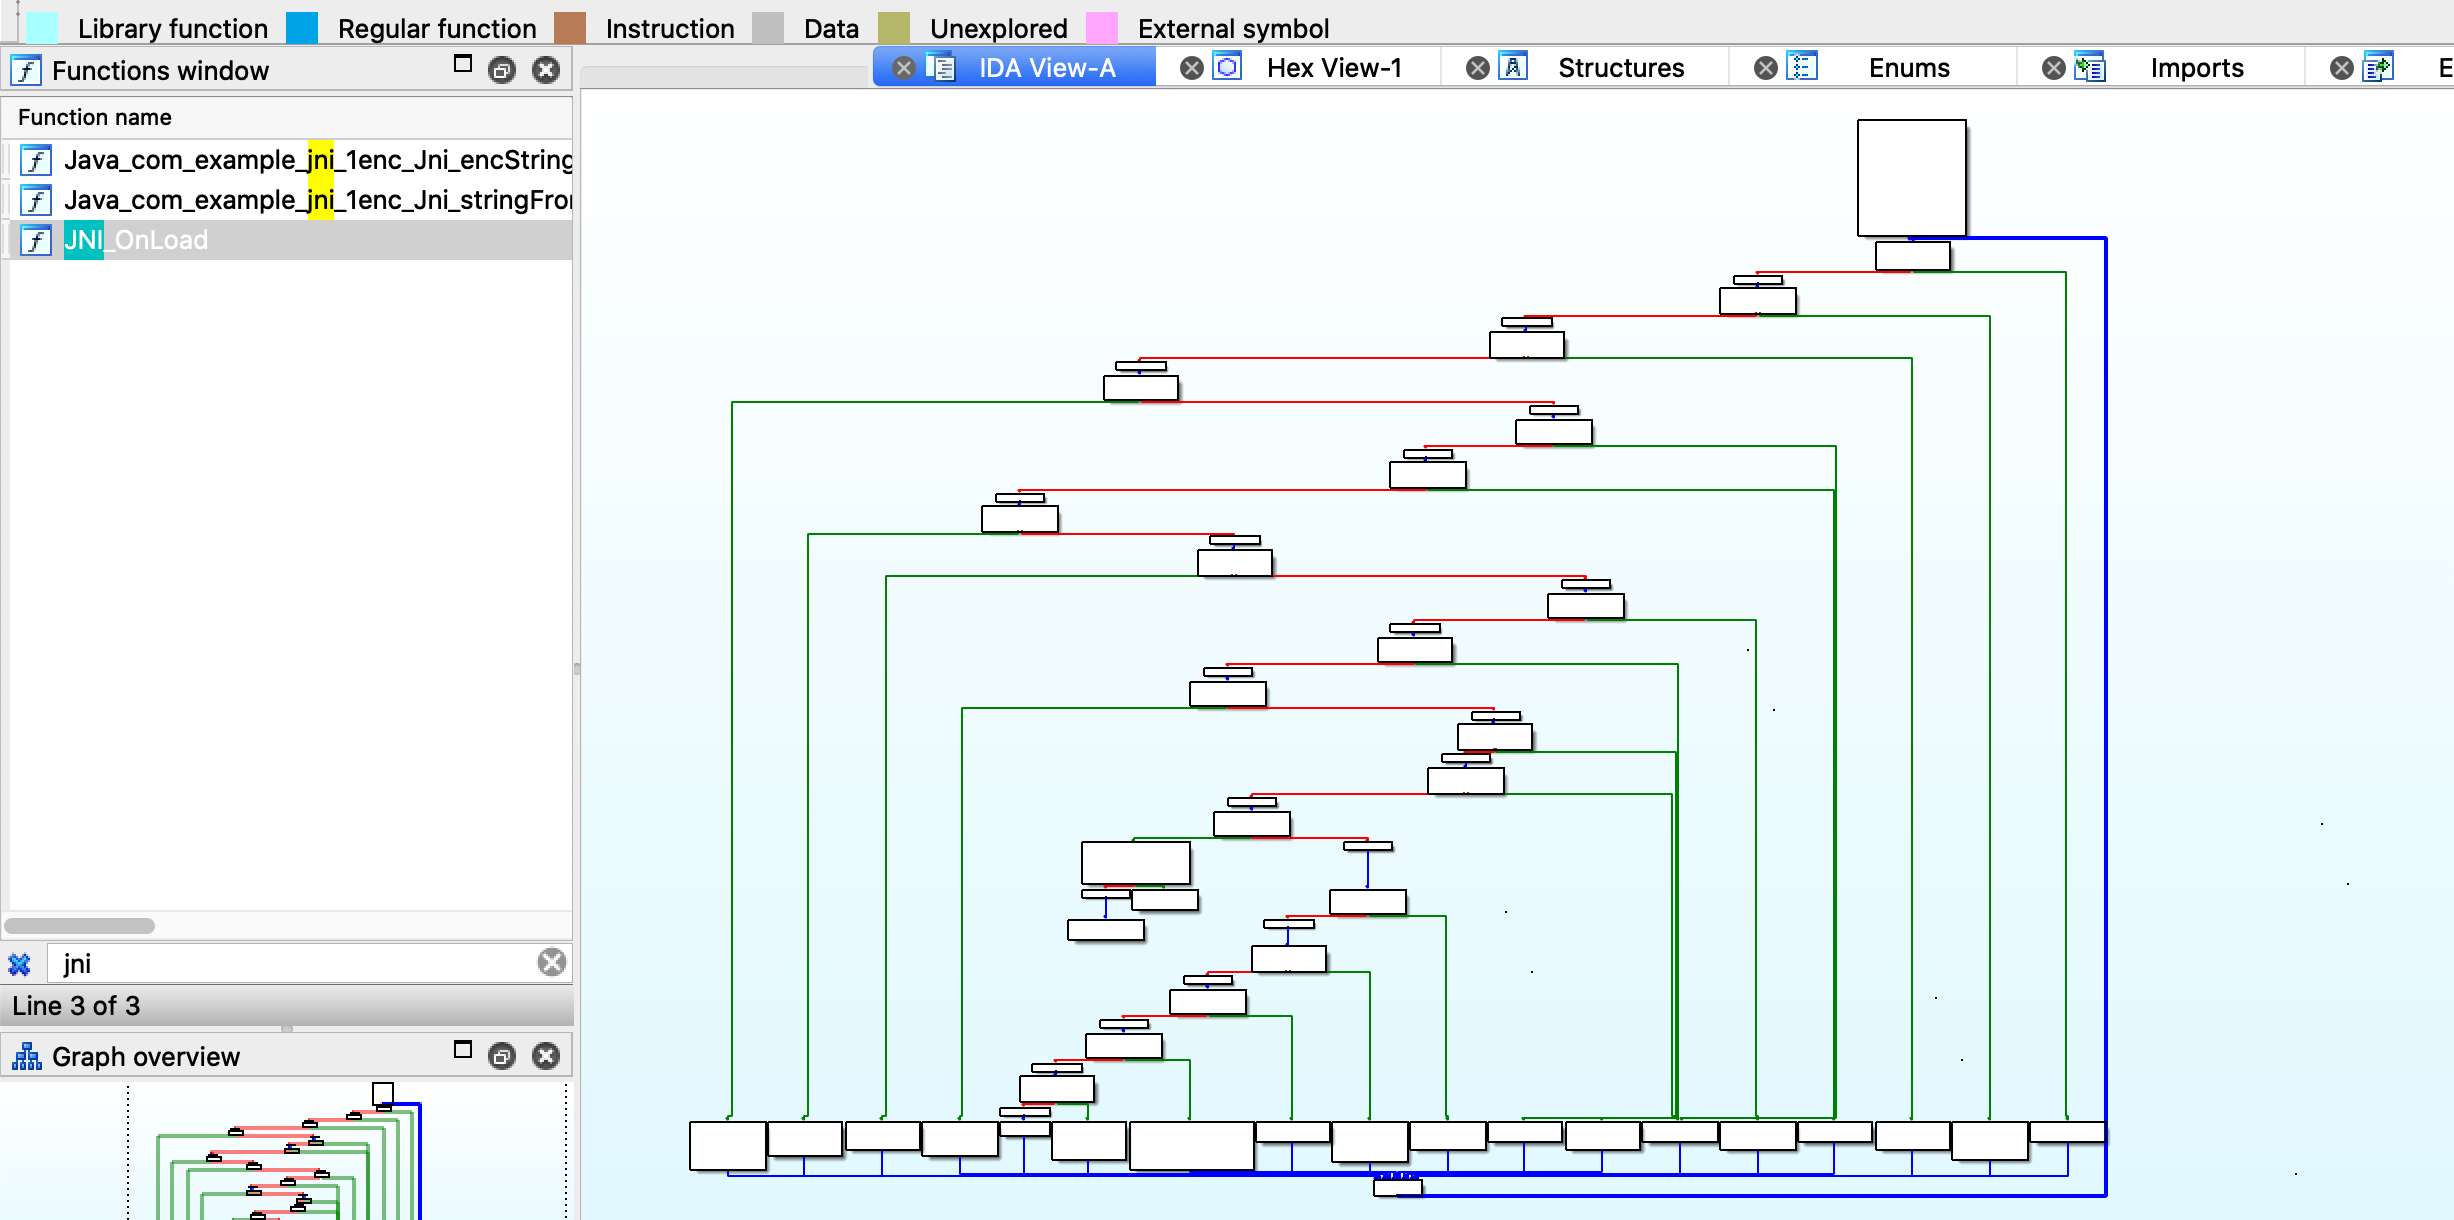 Library function Regular function Instruction Data Unexplored External symbol
Functions window
IDA View-A Hex View-1 Structures Enums Imports E
Function name
Java_com_example_jni_1enc_Jni_encString
Java_com_example_jni_1enc_Jni_stringFro
JNI_OnLoad
jni
Line 3 of 3
Graph overview